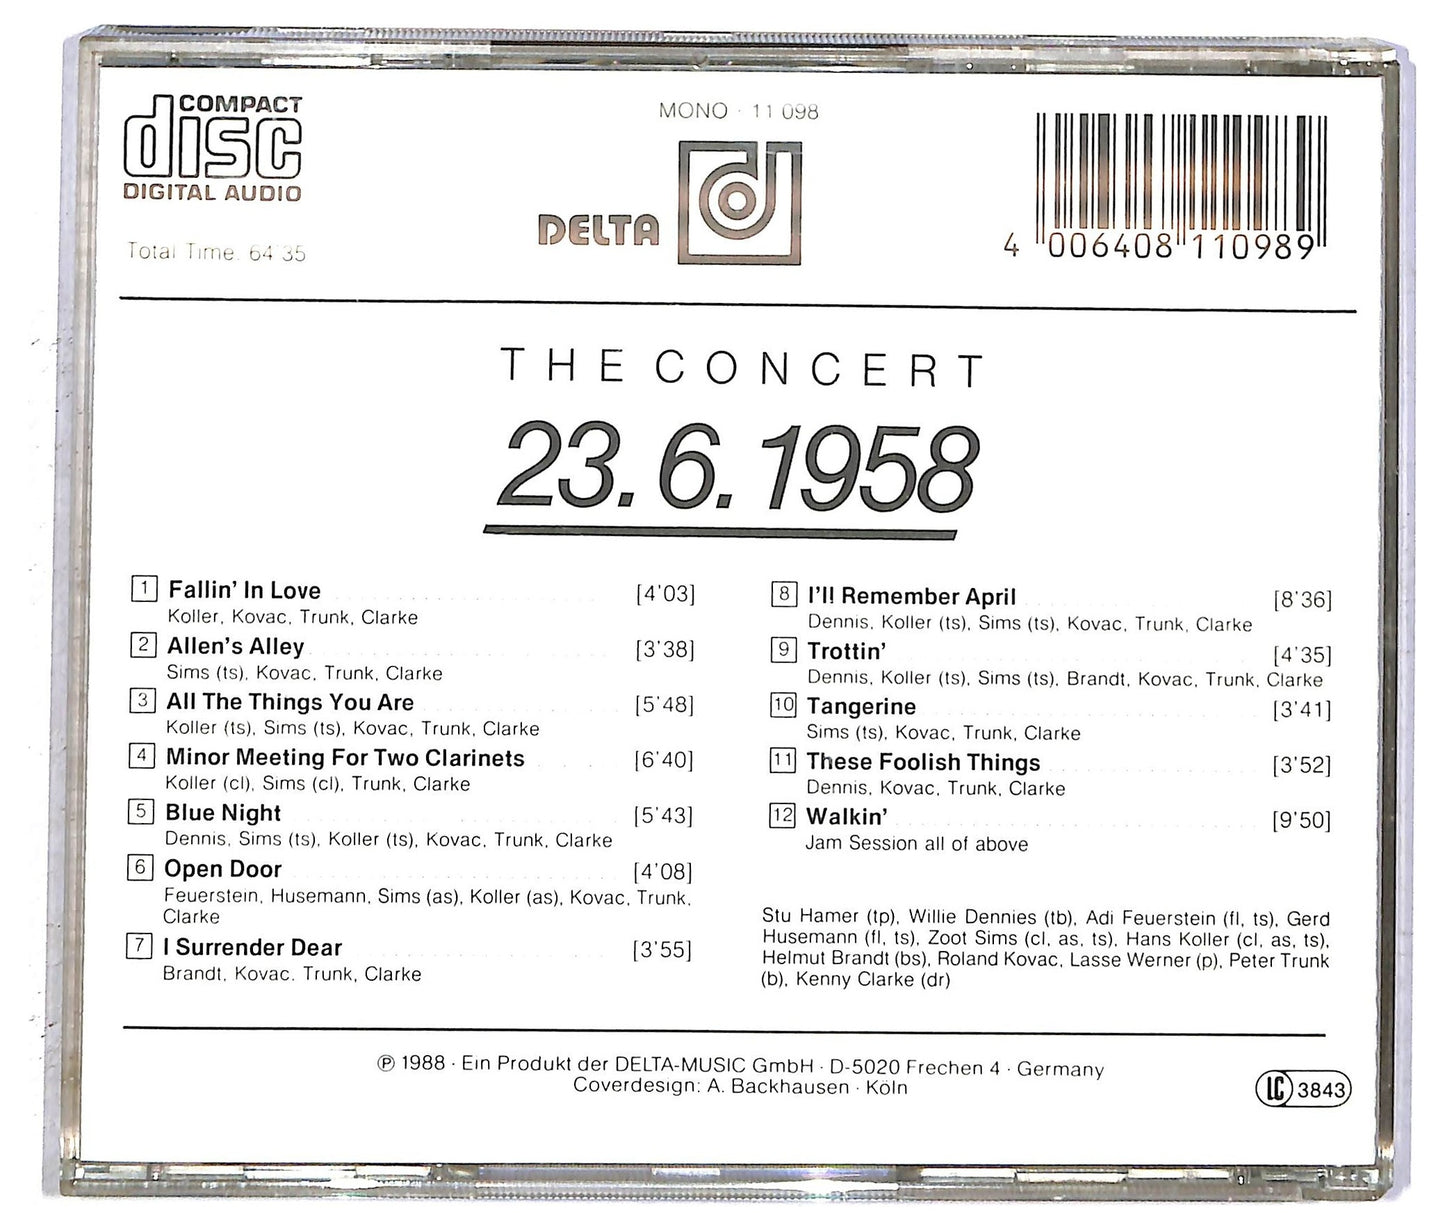 COMPACT
disc
DIGITAL AUDIO
Total Time: 64'35
MONO · 11 098
DELTA
4 006408 110989
THE CONCERT
23. 6. 1958
1 Fallin' In Love [4'03]
Koller, Kovac, Trunk, Clarke
2 Allen's Alley [3'38]
Sims (ts), Kovac, Trunk, Clarke
3 All The Things You Are [5'48]
Koller (ts), Sims (ts), Kovac, Trunk, Clarke
4 Minor Meeting For Two Clarinets [6'40]
Koller (cl), Sims (cl), Trunk, Clarke
5 Blue Night [5'43]
Dennis, Sims (ts), Koller (ts), Kovac, Trunk, Clarke
6 Open Door [4'08]
Feuerstein, Husemann, Sims (as), Koller (as), Kovac, Trunk,
Clarke
7 I Surrender Dear [3'55]
Brandt, Kovac. Trunk, Clarke
8 I'll Remember April [8'36]
Dennis, Koller (ts), Sims (ts), Kovac, Trunk, Clarke
9 Trottin' [4'35]
Dennis, Koller (ts), Sims (ts), Brandt, Kovac, Trunk, Clarke
10 Tangerine [3'41]
Sims (ts), Kovac, Trunk, Clarke
11 These Foolish Things [3'52]
Dennis, Kovac, Trunk, Clarke
12 Walkin' [9'50]
Jam Session all of above
Stu Hamer (tp), Willie Dennies (tb), Adi Feuerstein (fl, ts), Gerd
Husemann (fl, ts), Zoot Sims (cl, as, ts), Hans Koller (cl, as, ts),
Helmut Brandt (bs), Roland Kovac, Lasse Werner (p), Peter Trunk
(b), Kenny Clarke (dr)
℗ 1988 · Ein Produkt der DELTA-MUSIC GmbH · D-5020 Frechen 4 · Germany
Coverdesign: A. Backhausen · Köln
LC 3843